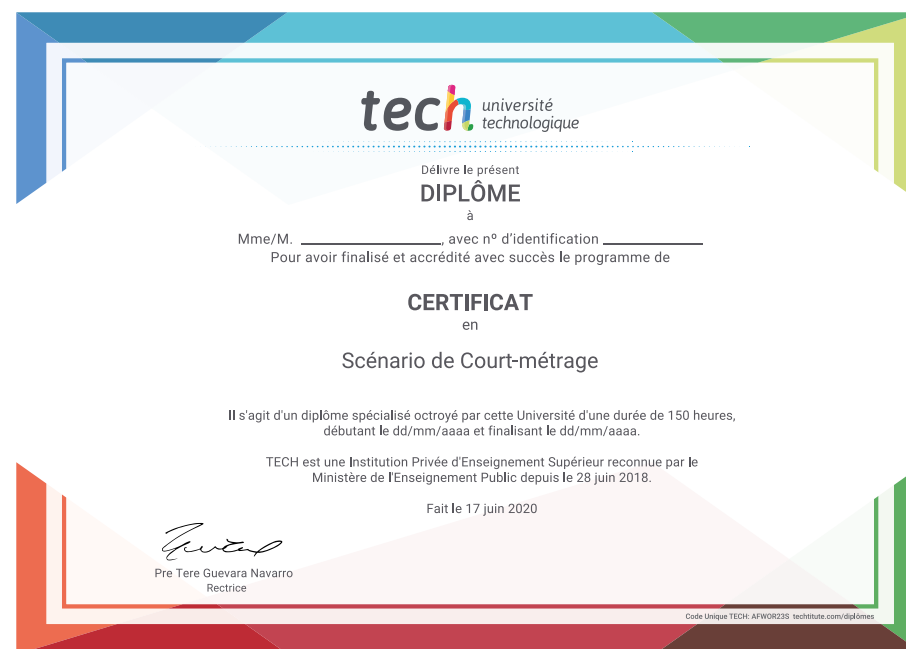 tech université
technologique
Délivre le présent
DIPLÔME
à
Mme/M. ____________________, avec nº d'identification ______________
Pour avoir finalisé et accrédité avec succès le programme de
CERTIFICAT
en
Scénario de Court-métrage
Il s'agit d'un diplôme spécialisé octroyé par cette Université d'une durée de 150 heures,
débutant le dd/mm/aaaa et finalisant le dd/mm/aaaa.
TECH est une Institution Privée d'Enseignement Supérieur reconnue par le
Ministère de l'Enseignement Public depuis le 28 juin 2018.
Fait le 17 juin 2020
Pre Tere Guevara Navarro
Rectrice
Code Unique TECH: AFWOR23S techtitute.com/diplômes